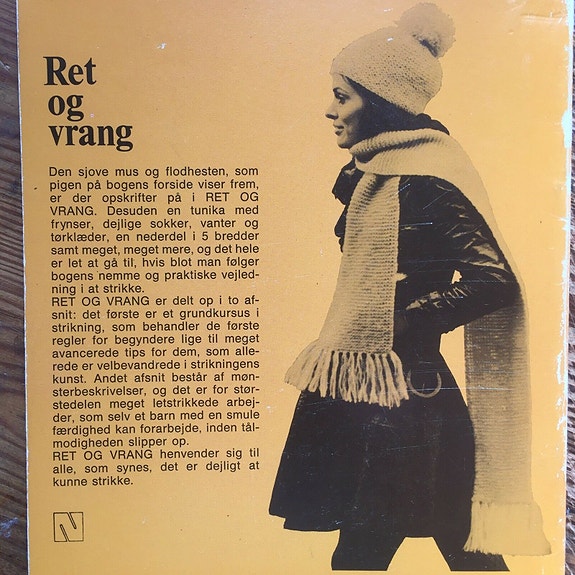 Ret
og
vrang
Den sjove mus og flodhesten, som
pigen på bogens forside viser frem,
er der opskrifter på i RET OG
VRANG. Desuden en tunika med
frynser, dejlige sokker, vanter og
tørklæder, en nederdel i 5 bredder
samt meget, meget mere, og det hele
er let at gå til, hvis blot man følger
bogens nemme og praktiske vejled-
ning i at strikke.
RET OG VRANG er delt op i to af-
snit: det første er et grundkursus i
strikning, som behandler de første
regler for begyndere lige til meget
avancerede tips for dem, som alle-
rede er velbevandrede i strikningens
kunst. Andet afsnit består af møn-
sterbeskrivelser, og det er for stør-
stedelen meget letstrikkede arbej-
der, som selv et barn med en smule
færdighed kan forarbejde, inden tål-
modigheden slipper op.
RET OG VRANG henvender sig til
alle, som synes, det er dejligt at
kunne strikke.
N